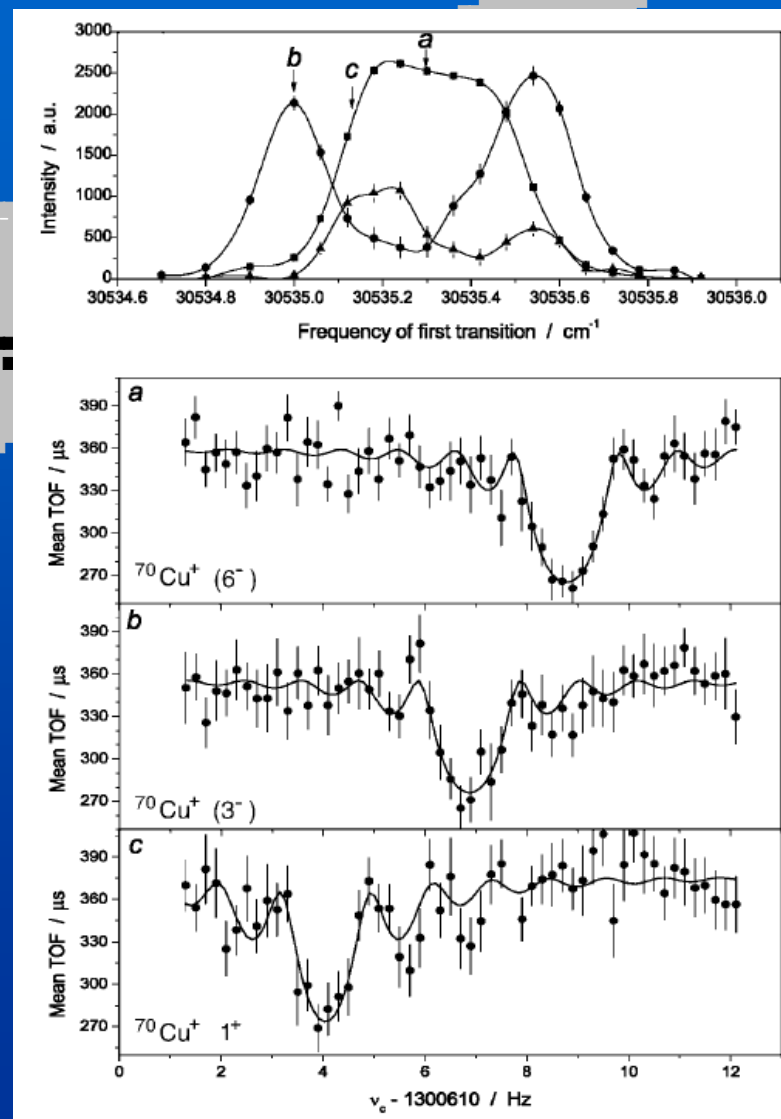 3000
2500
2000
1500
1000
500
0
Intensity / a.u.
b
c
a
30534.6 30534.8 30535.0 30535.2 30535.4 30535.6 30535.8 30536.0
Frequency of first transition / cm⁻¹
a
390
360
330
300
270
Mean TOF / μs
⁷⁰Cu⁺ (6⁻)
b
390
360
330
300
270
Mean TOF / μs
⁷⁰Cu⁺ (3⁻)
c
390
360
330
300
270
Mean TOF / μs
⁷⁰Cu⁺ 1⁺
0 2 4 6 8 10 12
ν꜀ - 1300610 / Hz